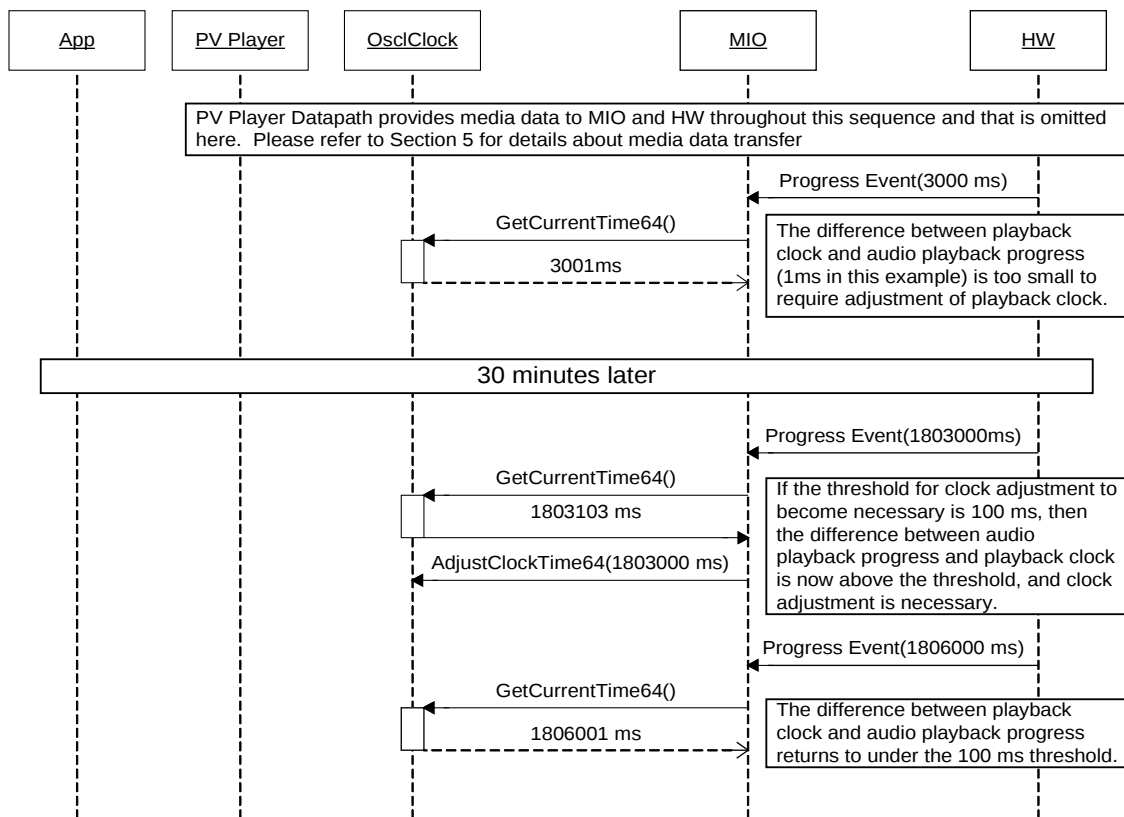 App
PV Player
OsclClock
MIO
HW
PV Player Datapath provides media data to MIO and HW throughout this sequence and that is omitted
here.  Please refer to Section 5 for details about media data transfer
Progress Event(3000 ms)
GetCurrentTime64()
3001ms
The difference between playback
clock and audio playback progress
(1ms in this example) is too small to
require adjustment of playback clock.
30 minutes later
Progress Event(1803000ms)
GetCurrentTime64()
1803103 ms
AdjustClockTime64(1803000 ms)
If the threshold for clock adjustment to
become necessary is 100 ms, then
the difference between audio
playback progress and playback clock
is now above the threshold, and clock
adjustment is necessary.
Progress Event(1806000 ms)
GetCurrentTime64()
1806001 ms
The difference between playback
clock and audio playback progress
returns to under the 100 ms threshold.